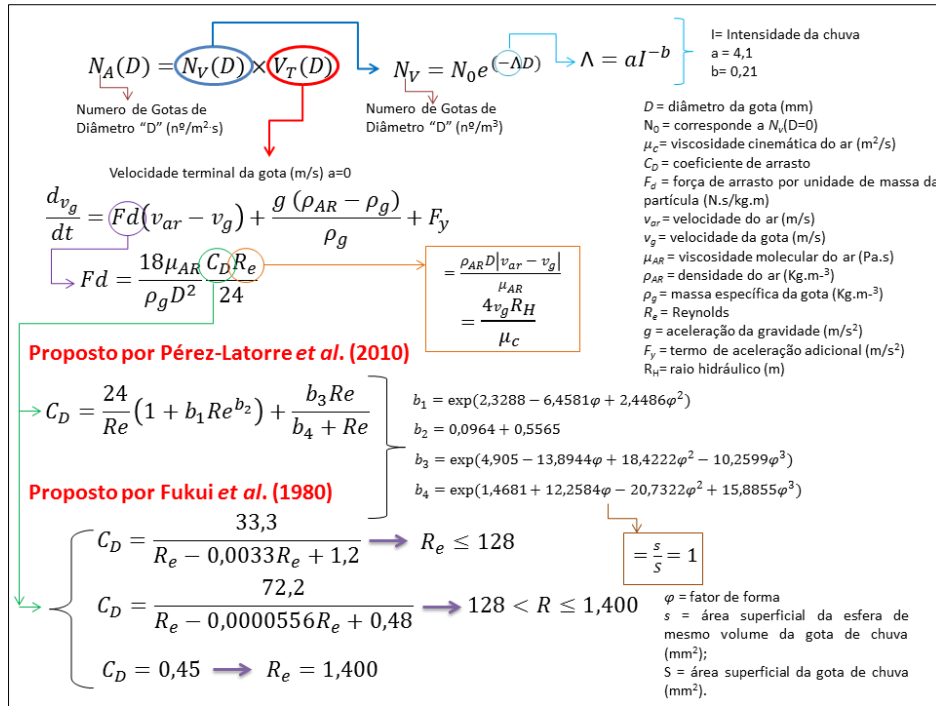 N_A(D) = N_V(D) × V_T(D)
N_V = N_0 e^{(−ΛD)}
Λ = aI^{−b}
I= Intensidade da chuva
a = 4,1
b= 0,21
Numero de Gotas de
Diâmetro “D” (nº/m²·s)
Numero de Gotas de
Diâmetro “D” (nº/m³)
D = diâmetro da gota (mm)
N₀ = corresponde a N_v(D=0)
μ_c= viscosidade cinemática do ar (m²/s)
C_D = coeficiente de arrasto
F_d = força de arrasto por unidade de massa da
partícula (N.s/kg.m)
v_ar= velocidade do ar (m/s)
v_g = velocidade da gota (m/s)
μ_AR = viscosidade molecular do ar (Pa.s)
ρ_AR = densidade do ar (Kg.m-³)
ρ_g = massa específica da gota (Kg.m-³)
R_e = Reynolds
g = aceleração da gravidade (m/s²)
F_y = termo de aceleração adicional (m/s²)
R_H= raio hidráulico (m)
Velocidade terminal da gota (m/s) a=0
d_{v_g}/dt = Fd(v_ar − v_g) + g (ρ_AR − ρ_g)/ρ_g + F_y
Fd = 18μ_AR/ρ_g D² C_D R_e/24
= ρ_AR D|v_ar − v_g|/μ_AR
= 4v_g R_H/μ_c
Proposto por Pérez-Latorre et al. (2010)
C_D = 24/Re (1 + b₁Re^{b₂}) + b₃Re/(b₄ + Re)
b₁ = exp(2,3288 − 6,4581φ + 2,4486φ²)
b₂ = 0,0964 + 0,5565
b₃ = exp(4,905 − 13,8944φ + 18,4222φ² − 10,2599φ³)
b₄ = exp(1,4681 + 12,2584φ − 20,7322φ² + 15,8855φ³)
Proposto por Fukui et al. (1980)
C_D = 33,3/(R_e − 0,0033R_e + 1,2) → R_e ≤ 128
C_D = 72,2/(R_e − 0,0000556R_e + 0,48) → 128 < R ≤ 1,400
C_D = 0,45 → R_e = 1,400
= s/S = 1
φ = fator de forma
s = área superficial da esfera de
mesmo volume da gota de chuva
(mm²);
S = área superficial da gota de chuva
(mm²).